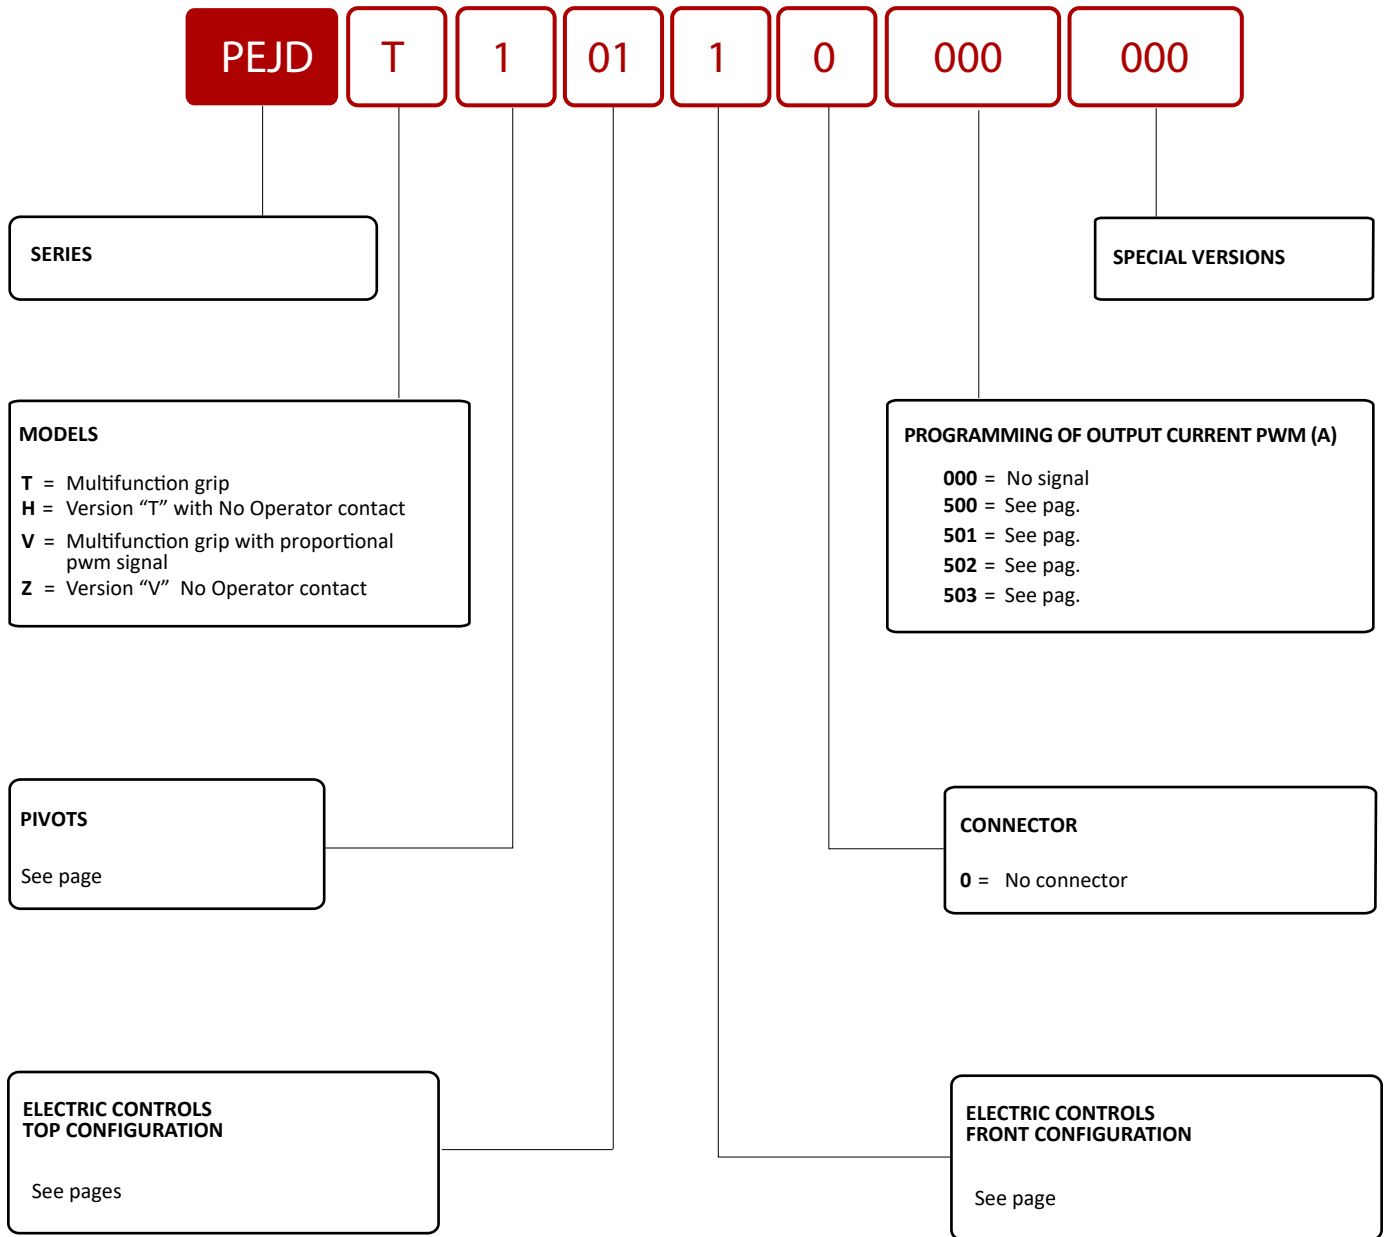 PEJD T 1 01 1 0 000 000
SERIES
SPECIAL VERSIONS
MODELS
T = Multifunction grip
H = Version “T” with No Operator contact
V = Multifunction grip with proportional
pwm signal
Z = Version “V” No Operator contact
PROGRAMMING OF OUTPUT CURRENT PWM (A)
000 = No signal
500 = See pag.
501 = See pag.
502 = See pag.
503 = See pag.
PIVOTS
See page
CONNECTOR
0 = No connector
ELECTRIC CONTROLS
TOP CONFIGURATION
See pages
ELECTRIC CONTROLS
FRONT CONFIGURATION
See page